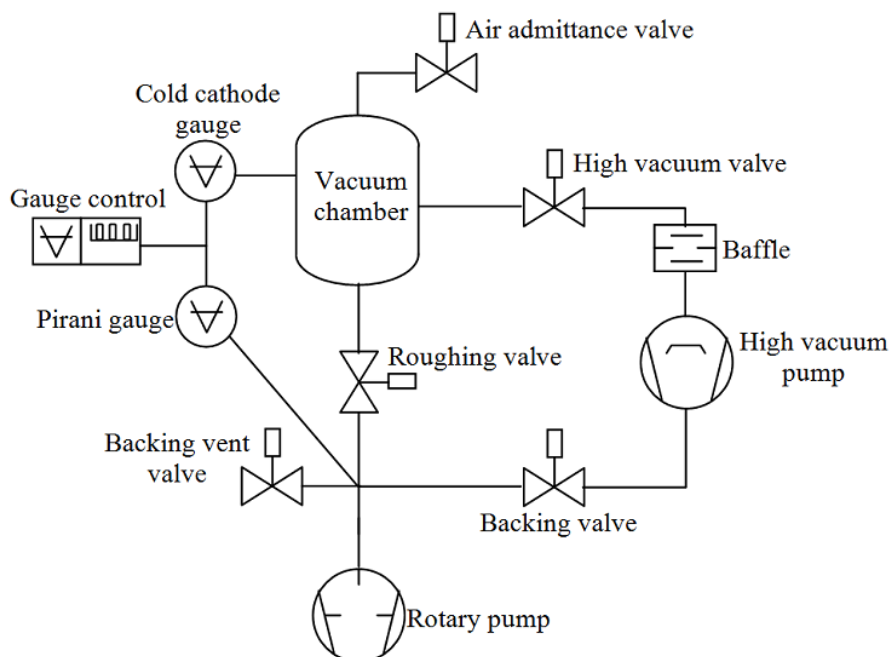 Air admittance valve
Cold cathode
gauge
High vacuum valve
Vacuum
chamber
Gauge control
Baffle
Pirani gauge
High vacuum
pump
Roughing valve
Backing vent
valve
Backing valve
Rotary pump